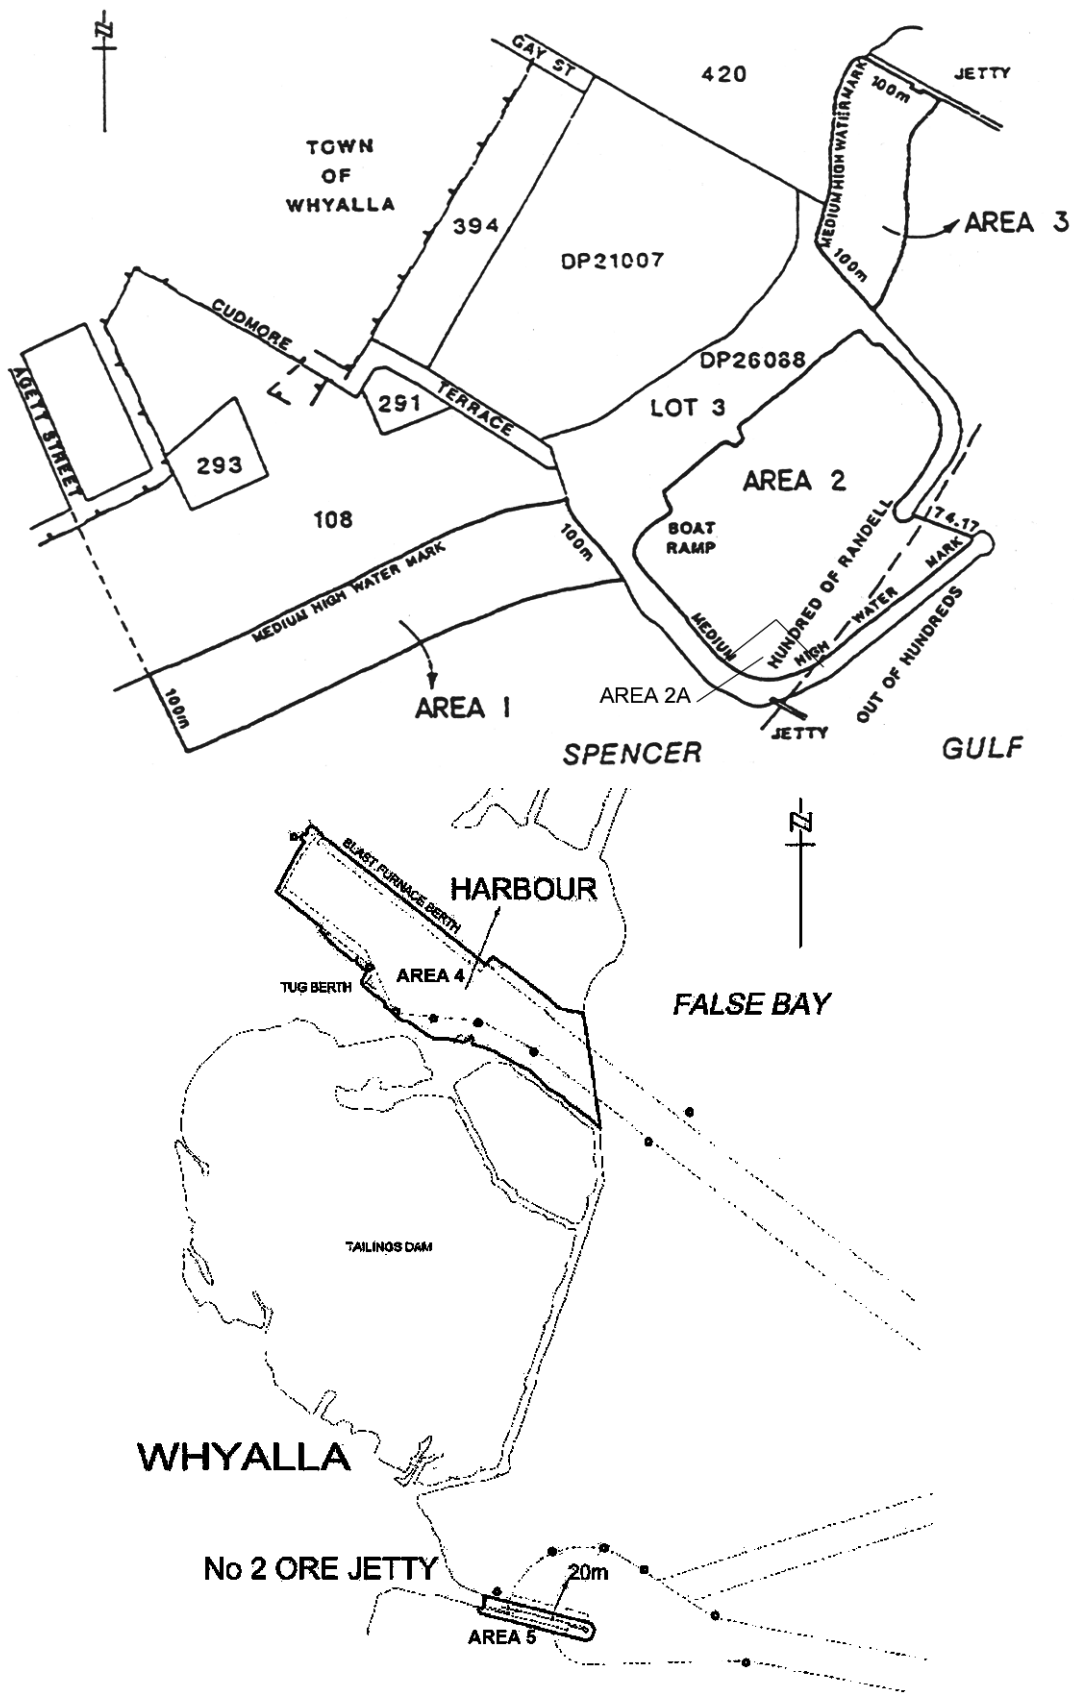 N
GAY ST
420
JETTY
100m
MEDIUM HIGH WATER MARK
TOWN
OF
WHYALLA
394
AREA 3
DP21007
100m
CUDMORE
DP26088
AGETT STREET
291
TERRACE
LOT 3
293
AREA 2
74.17
108
BOAT
RAMP
100m
MEDIUM HIGH WATER MARK
HUNDRED OF RANDELL
MEDIUM HIGH WATER MARK
OUT OF HUNDREDS
100m
AREA 1
AREA 2A
JETTY
SPENCER GULF
N
BLAST FURNACE BERTH
HARBOUR
AREA 4
TUG BERTH
FALSE BAY
TAILINGS DAM
WHYALLA
No 2 ORE JETTY
20m
AREA 5